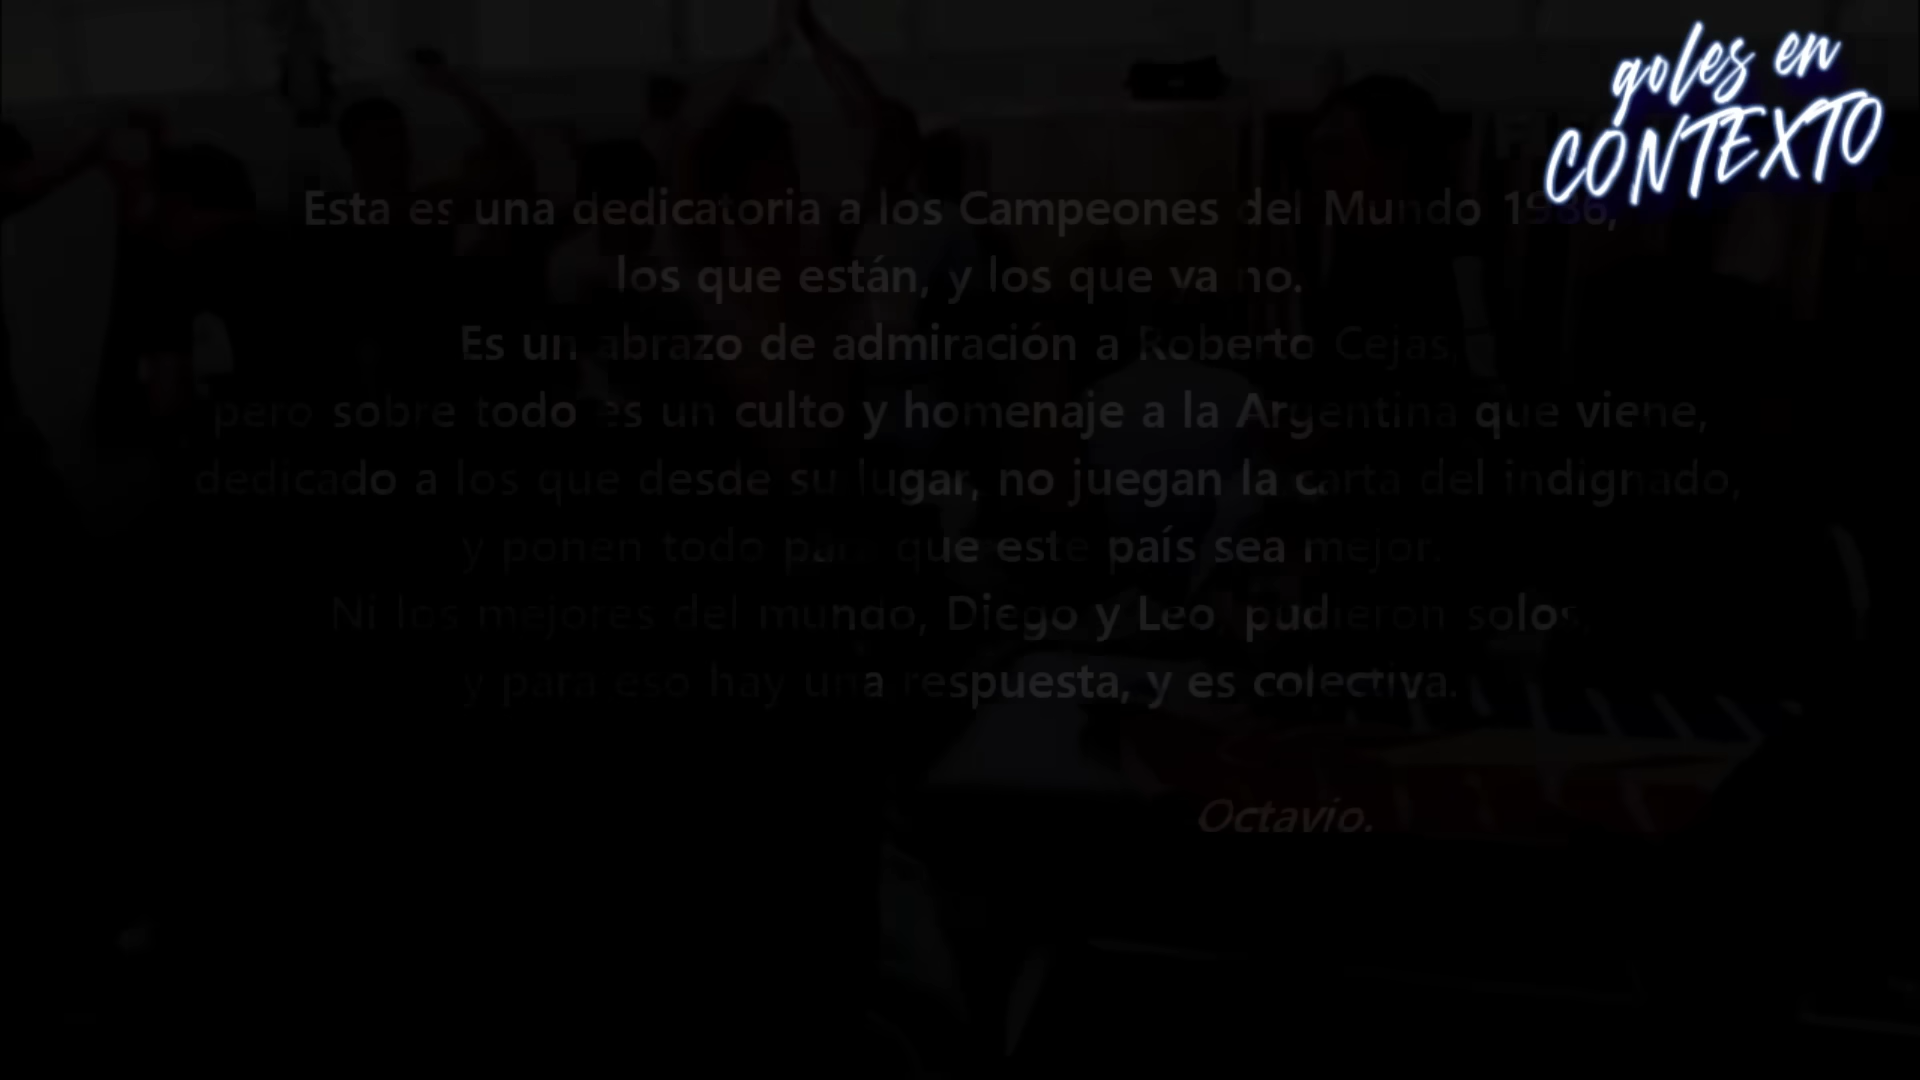 goles en
CONTEXTO
Esta es una dedicatoria a los Campeones del Mundo 1986,
los que están, y los que ya no.
Es un abrazo de admiración a Roberto Cejas,
pero sobre todo es un culto y homenaje a la Argentina que viene,
dedicado a los que desde su lugar, no juegan la carta del indignado,
y ponen todo para que este país sea mejor.
Ni los mejores del mundo, Diego y Leo, pudieron solos,
y para eso hay una respuesta, y es colectiva.
Octavio.